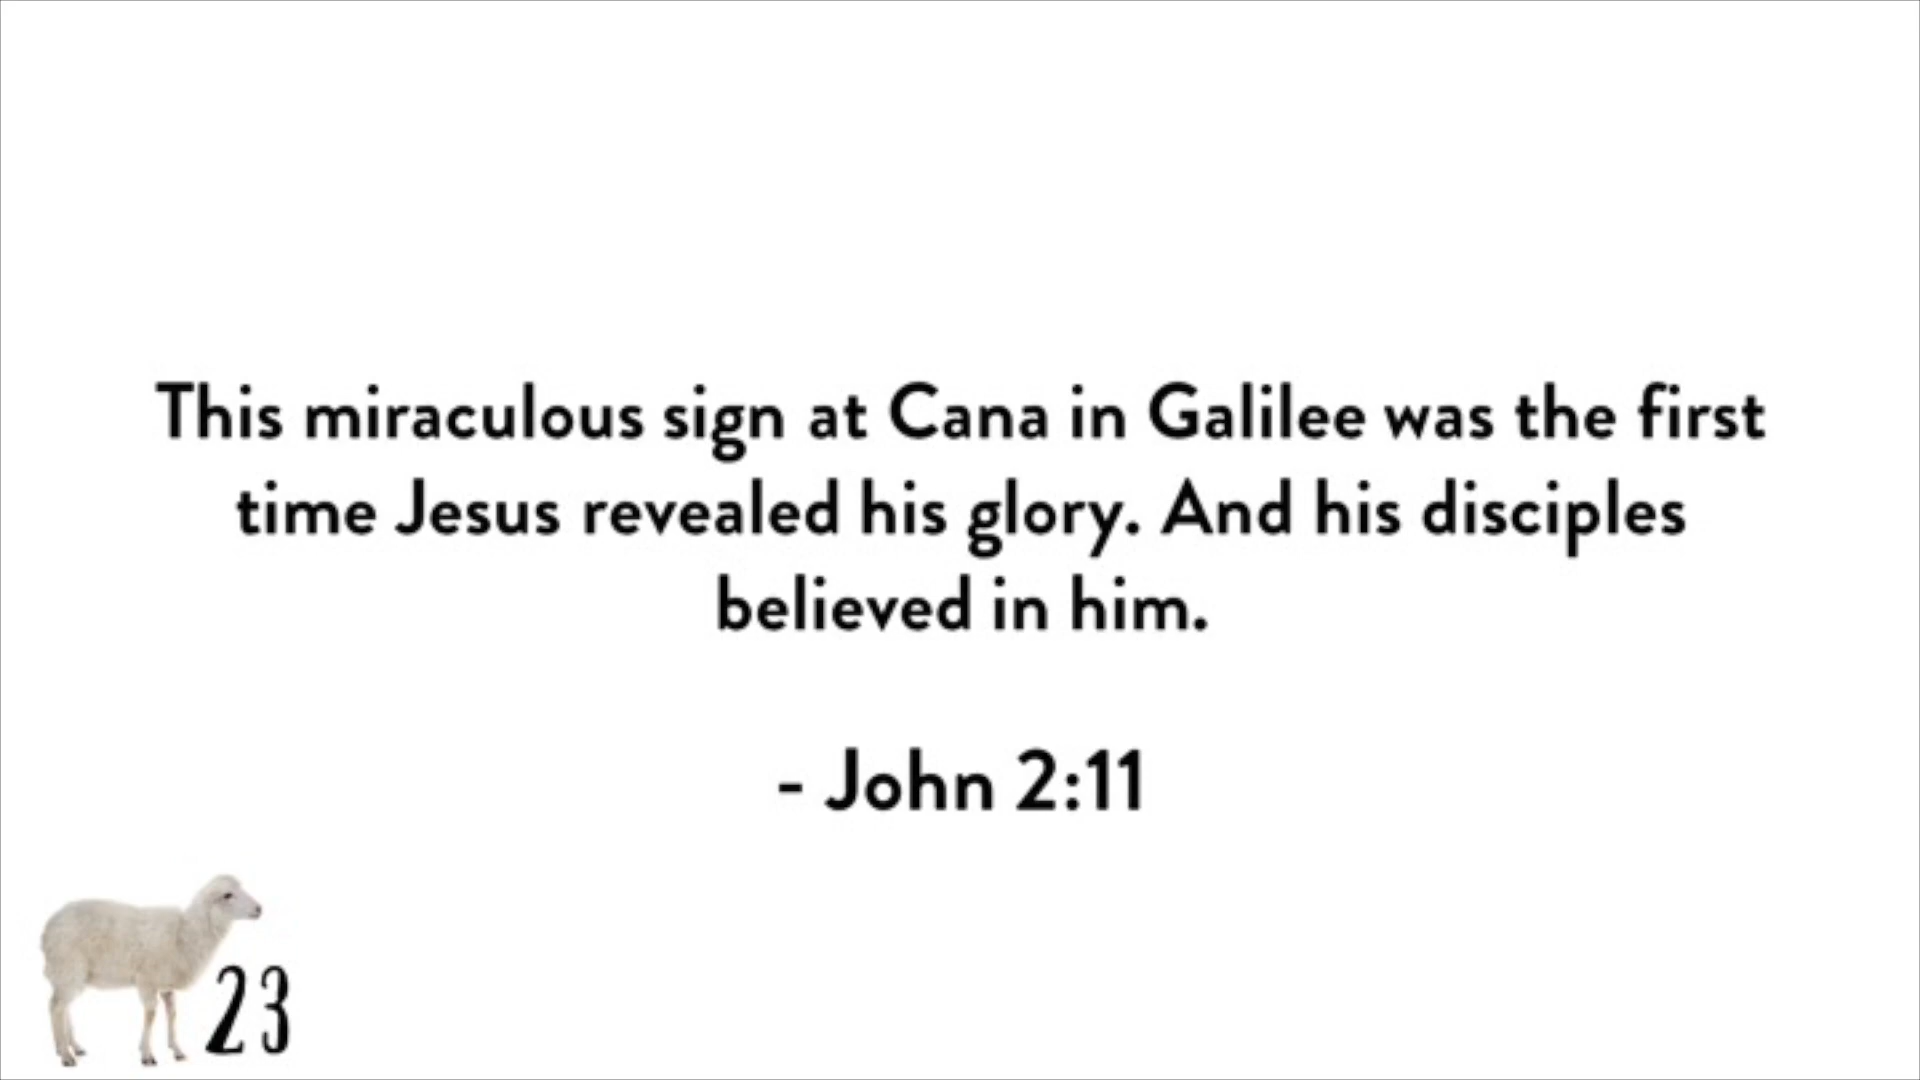 This miraculous sign at Cana in Galilee was the first
time Jesus revealed his glory. And his disciples
believed in him.
- John 2:11
23